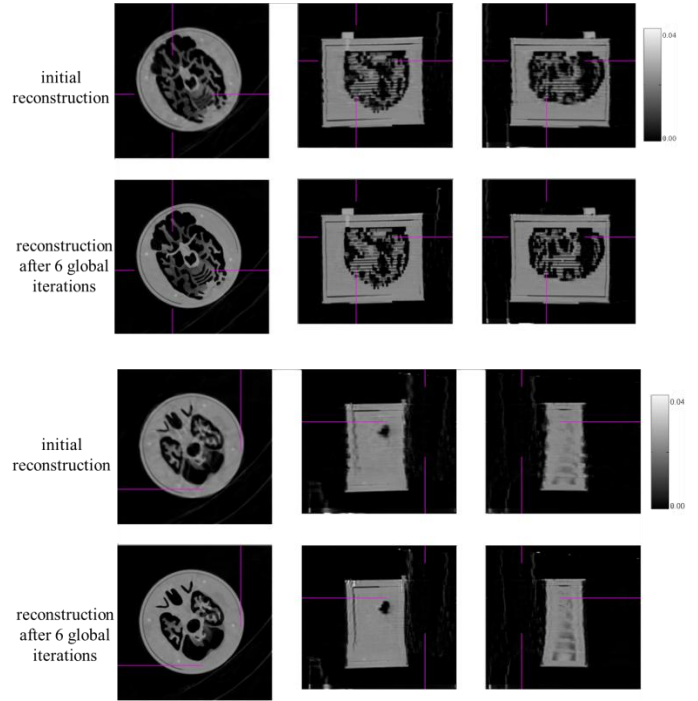 initial
reconstruction
0.04
0.00
reconstruction
after 6 global
iterations
initial
reconstruction
0.04
0.00
reconstruction
after 6 global
iterations